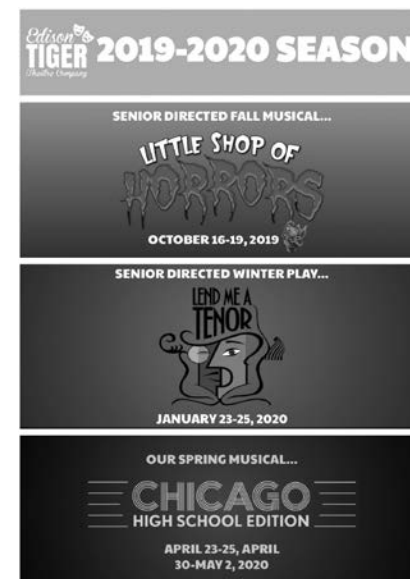 Edison
TIGER
Theatre Company
2019-2020 SEASON
SENIOR DIRECTED FALL MUSICAL...
LITTLE SHOP OF
HORRORS
OCTOBER 16-19, 2019
SENIOR DIRECTED WINTER PLAY...
LEND ME A
TENOR
JANUARY 23-25, 2020
OUR SPRING MUSICAL...
CHICAGO
HIGH SCHOOL EDITION
APRIL 23-25, APRIL
30-MAY 2, 2020